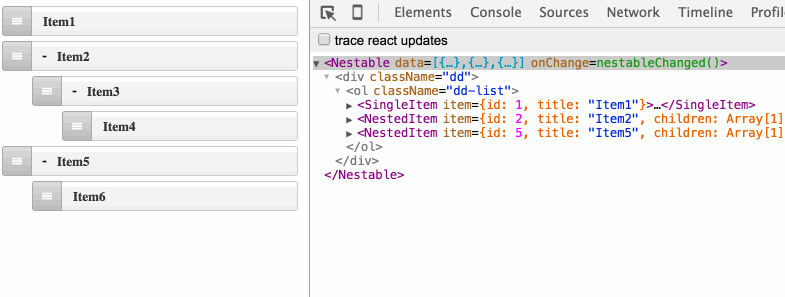 Item1
- Item2
- Item3
Item4
- Item5
Item6
Elements Console Sources Network Timeline Profile
trace react updates
▼<Nestable data=[{…},{…},{…}] onChange=nestableChanged()>
▼<div className="dd">
▼<ol className="dd-list">
▶<SingleItem item={id: 1, title: "Item1"}>…</SingleItem>
▶<NestedItem item={id: 2, title: "Item2", children: Array[1]
▶<NestedItem item={id: 5, title: "Item5", children: Array[1]
</ol>
</div>
</Nestable>